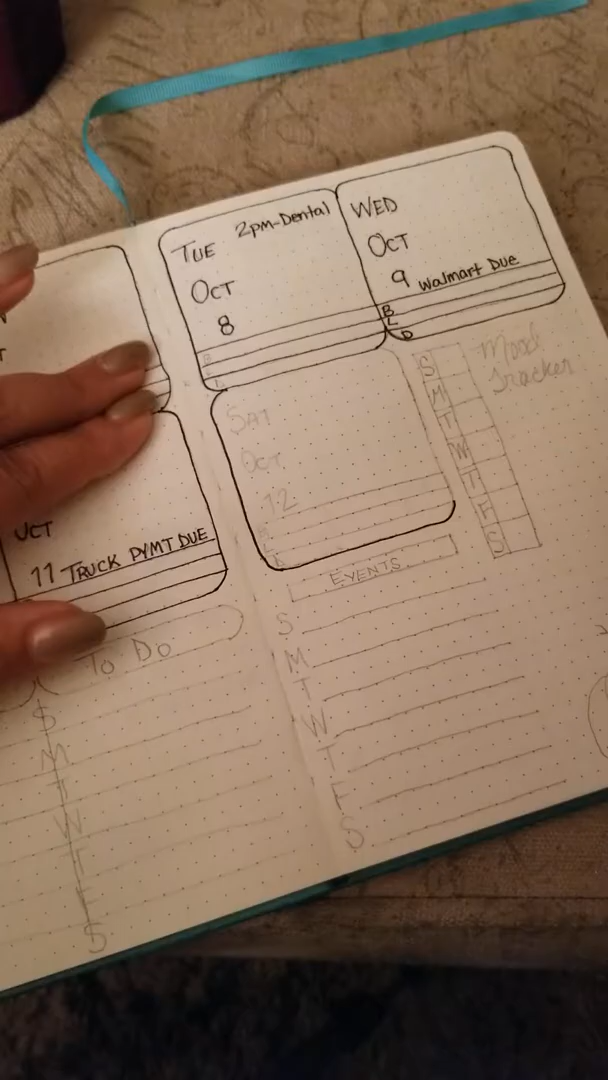 TUE 2pm-Dental
OCT
8
B
L
WED
OCT
9 Walmart Due
B
L
D
OCT
11 TRUCK PYMT DUE
SAT
OCT
12
Mood
Tracker
S
M
T
W
T
F
S
To Do
S
M
T
W
T
F
S
EVENTS
S
M
T
W
T
F
S